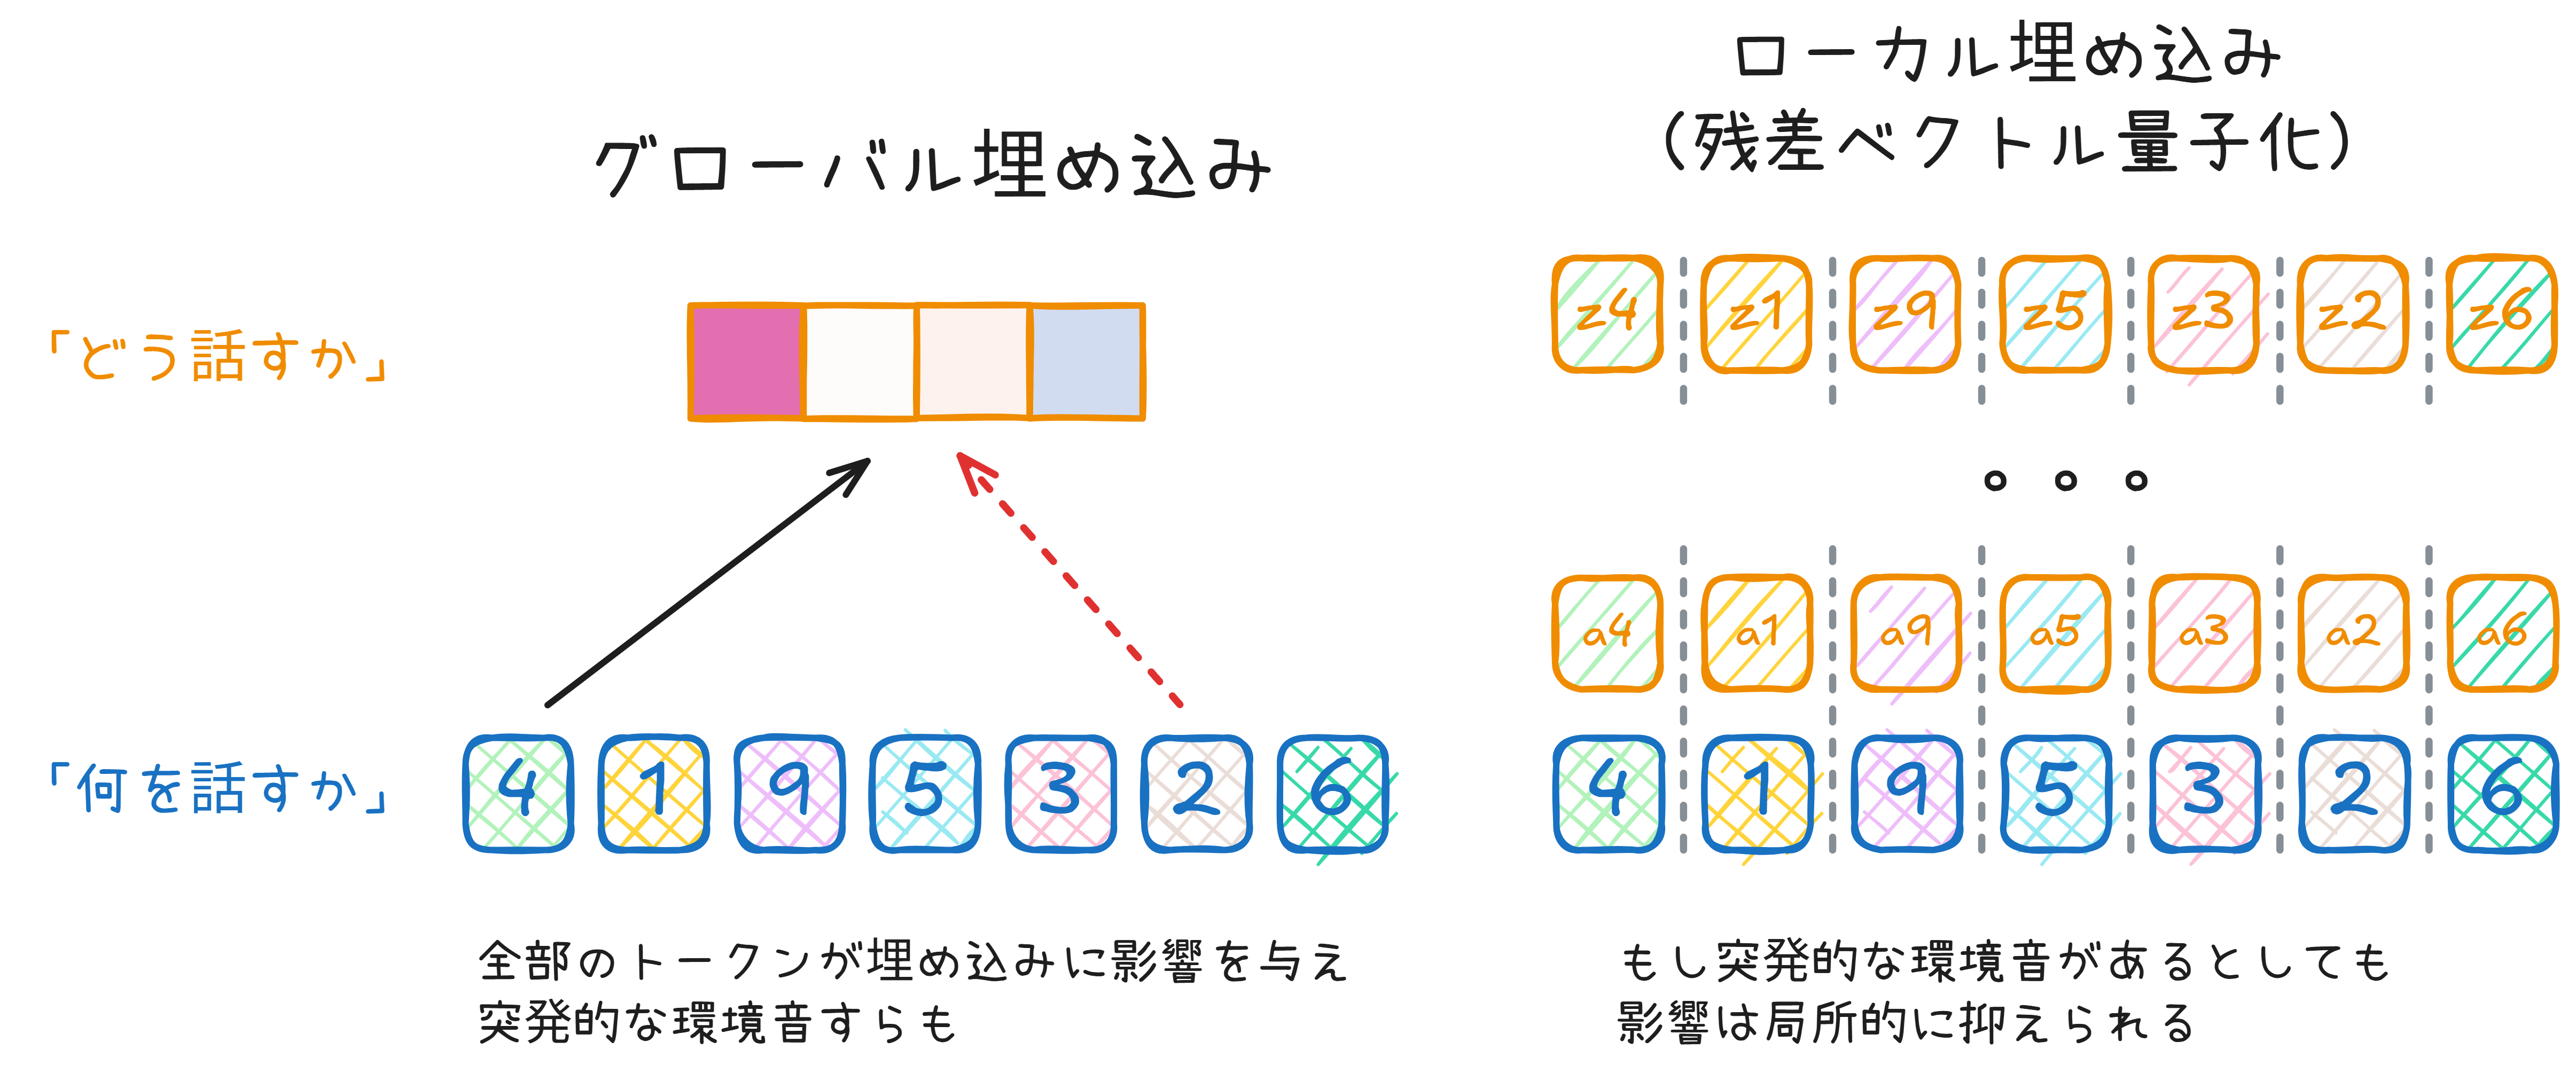 グローバル埋め込み
「どう話すか」
「何を話すか」
4 1 9 5 3 2 6
全部のトークンが埋め込みに影響を与え
突発的な環境音すらも
ローカル埋め込み
(残差ベクトル量子化)
z4 z1 z9 z5 z3 z2 z6
a4 a1 a9 a5 a3 a2 a6
4 1 9 5 3 2 6
もし突発的な環境音があるとしても
影響は局所的に抑えられる